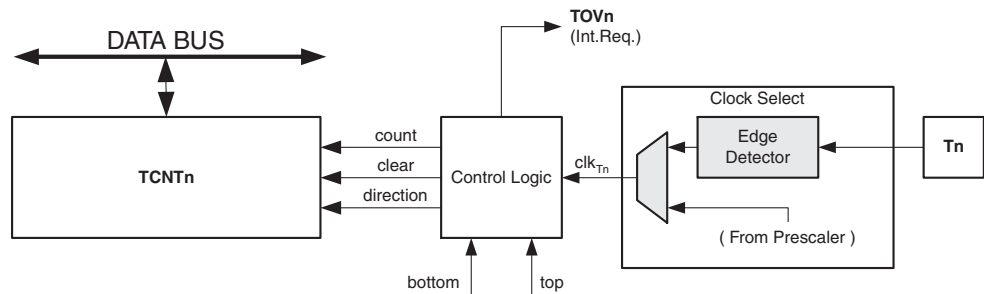 TOVn
(Int.Req.)
DATA BUS
Clock Select
count
Edge
Detector
Tn
TCNTn
clear
Control Logic
clkTn
direction
( From Prescaler )
bottom
top